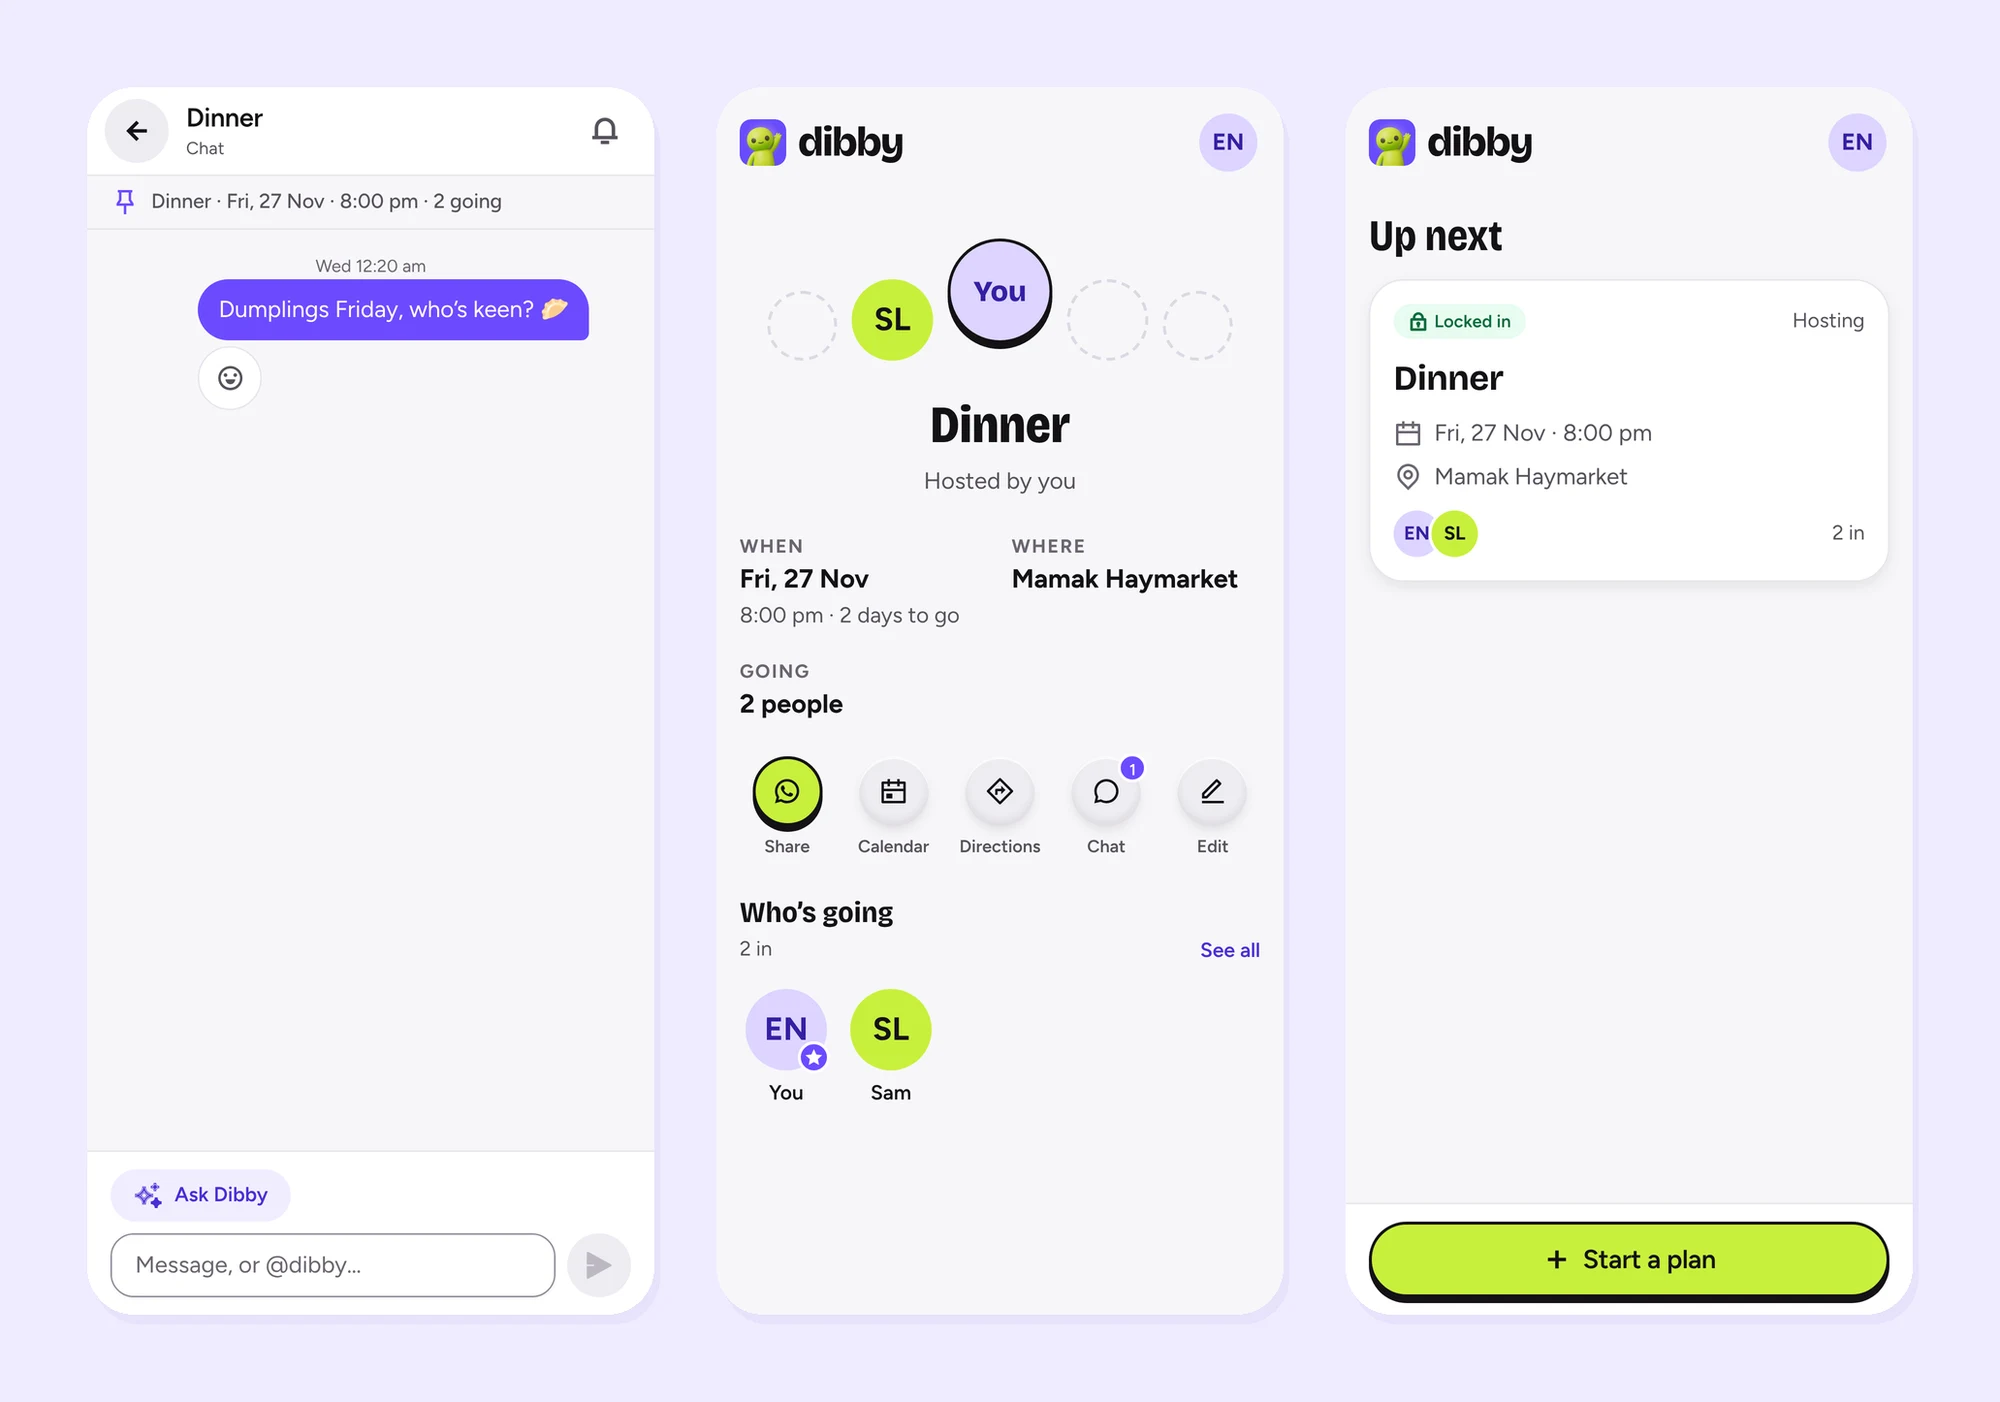 Dinner
Chat
Dinner · Fri, 27 Nov · 8:00 pm · 2 going
Wed 12:20 am
Dumplings Friday, who’s keen? 🥟
Ask Dibby
Message, or @dibby...
dibby
EN
SL
You
Dinner
Hosted by you
WHEN
Fri, 27 Nov
8:00 pm · 2 days to go
WHERE
Mamak Haymarket
GOING
2 people
1
Share
Calendar
Directions
Chat
Edit
Who’s going
2 in
See all
EN
SL
You
Sam
dibby
EN
Up next
Locked in
Hosting
Dinner
Fri, 27 Nov · 8:00 pm
Mamak Haymarket
EN
SL
2 in
+ Start a plan